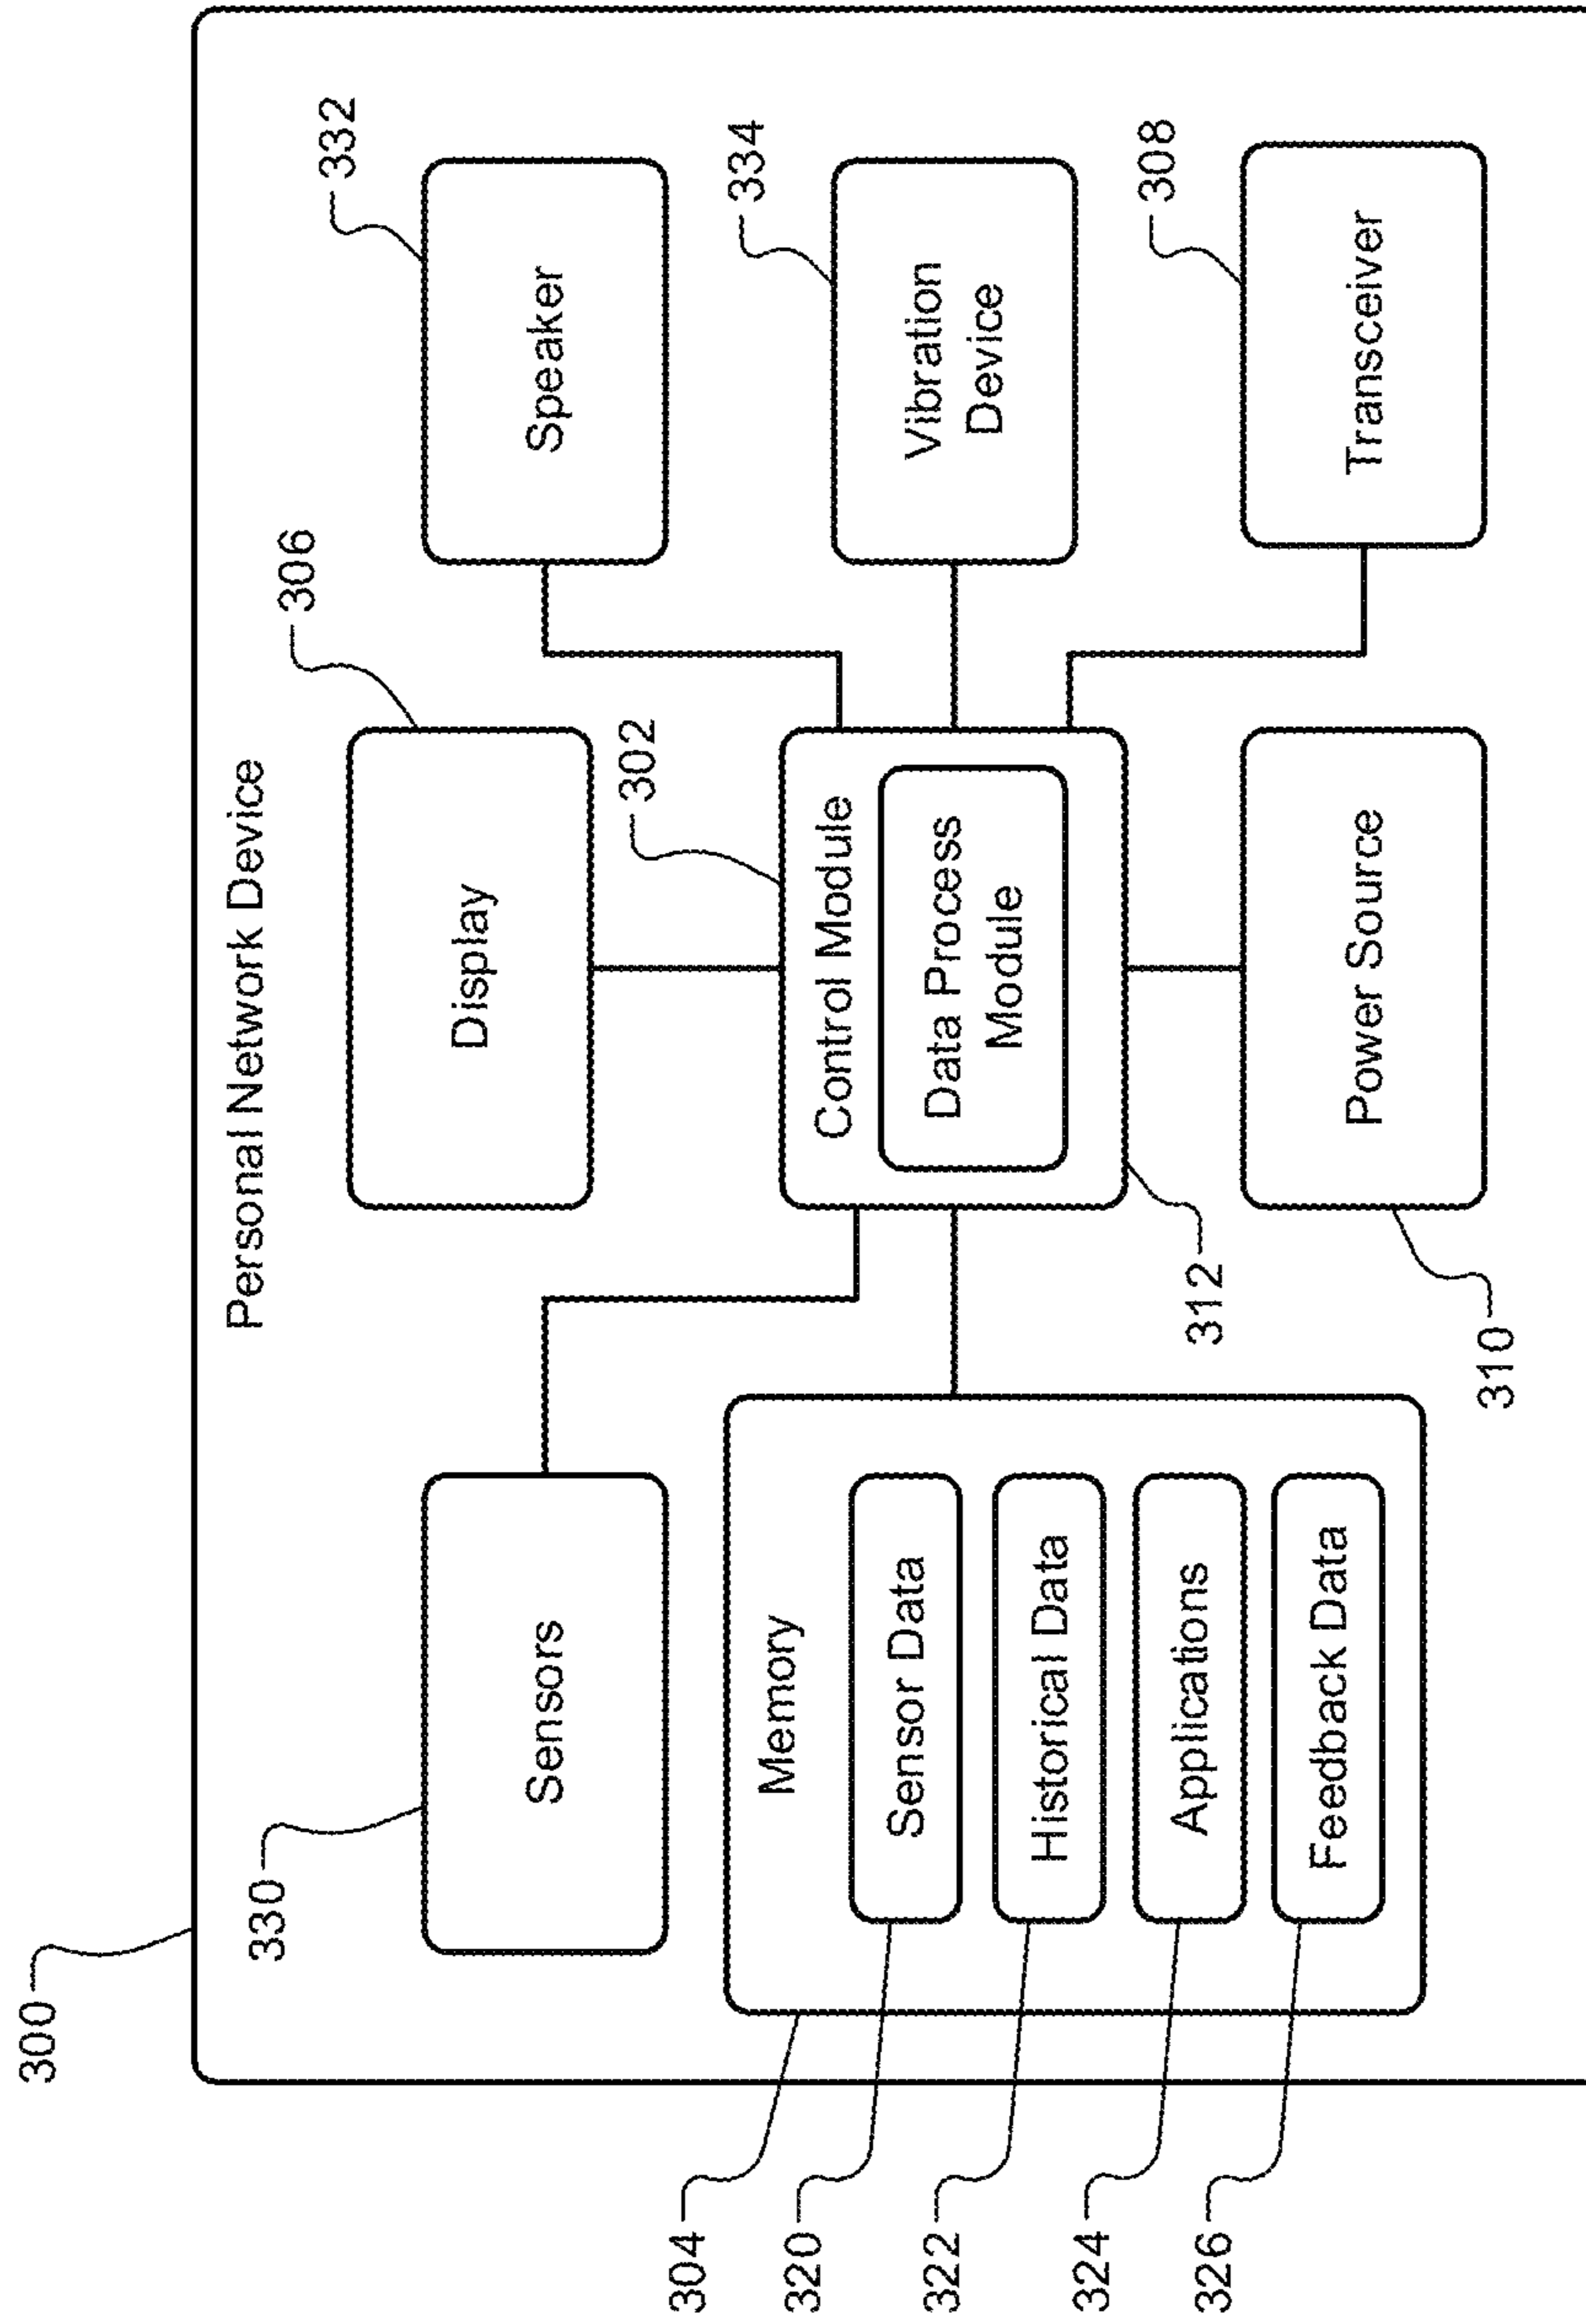 300
Personal Network Device
330
Sensors
306
Display
332
Speaker
302
Control Module
Data Process
Module
334
Vibration
Device
304
Memory
320
Sensor Data
322
Historical Data
324
Applications
326
Feedback Data
312
310
Power Source
308
Transceiver